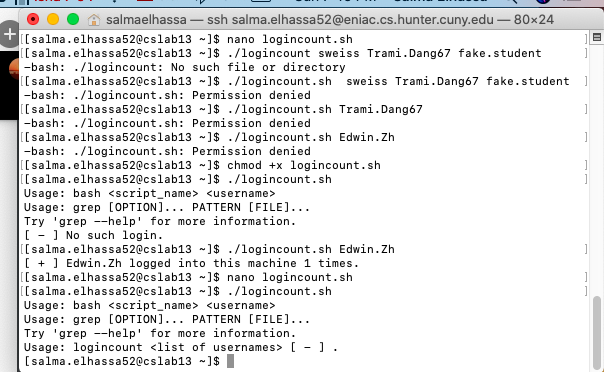 salmaelhassa — ssh salma.elhassa52@eniac.cs.hunter.cuny.edu — 80×24
[[salma.elhassa52@cslab13 ~]$ nano logincount.sh ]
[[salma.elhassa52@cslab13 ~]$ ./logincount sweiss Trami.Dang67 fake.student ]
-bash: ./logincount: No such file or directory
[[salma.elhassa52@cslab13 ~]$ ./logincount.sh  sweiss Trami.Dang67 fake.student ]
-bash: ./logincount.sh: Permission denied
[[salma.elhassa52@cslab13 ~]$ ./logincount.sh Trami.Dang67 ]
-bash: ./logincount.sh: Permission denied
[[salma.elhassa52@cslab13 ~]$ ./logincount.sh Edwin.Zh ]
-bash: ./logincount.sh: Permission denied
[[salma.elhassa52@cslab13 ~]$ chmod +x logincount.sh ]
[[salma.elhassa52@cslab13 ~]$ ./logincount.sh ]
Usage: bash <script_name> <username>
Usage: grep [OPTION]... PATTERN [FILE]...
Try 'grep --help' for more information.
[ - ] No such login.
[[salma.elhassa52@cslab13 ~]$ ./logincount.sh Edwin.Zh ]
[ + ] Edwin.Zh logged into this machine 1 times.
[[salma.elhassa52@cslab13 ~]$ nano logincount.sh ]
[[salma.elhassa52@cslab13 ~]$ ./logincount.sh ]
Usage: bash <script_name> <username>
Usage: grep [OPTION]... PATTERN [FILE]...
Try 'grep --help' for more information.
Usage: logincount <list of usernames> [ - ] .
[salma.elhassa52@cslab13 ~]$